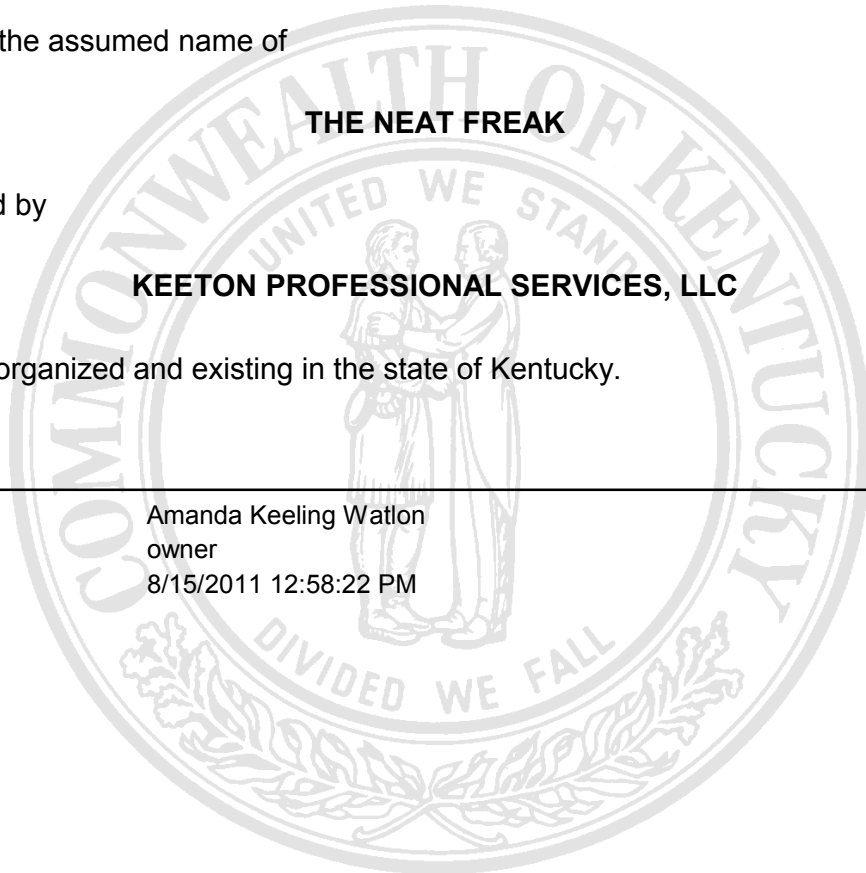 the assumed name of
THE NEAT FREAK
d by
KEETON PROFESSIONAL SERVICES, LLC
organized and existing in the state of Kentucky.
Amanda Keeling Watlon
owner
8/15/2011 12:58:22 PM
COMMONWEALTH OF KENTUCKY
UNITED WE STAND
DIVIDED WE FALL